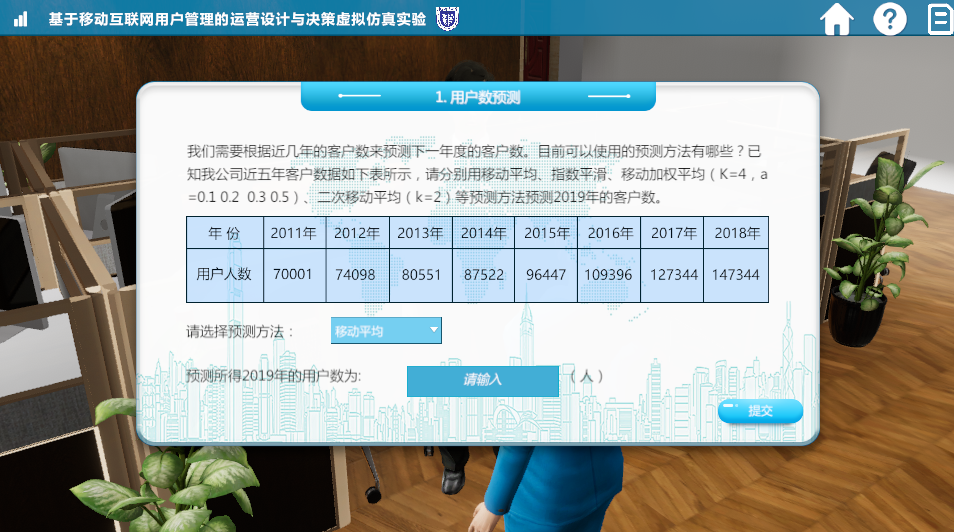 基于移动互联网用户管理的运营设计与决策虚拟仿真实验
1. 用户数预测
我们需要根据近几年的客户数来预测下一年度的客户数。目前可以使用的预测方法有哪些？已
知我公司近五年客户数据如下表所示，请分别用移动平均、指数平滑、移动加权平均（K=4，a
=0.1 0.2  0.3 0.5）、二次移动平均（k=2）等预测方法预测2019年的客户数。
年 份 2011年 2012年 2013年 2014年 2015年 2016年 2017年 2018年
用户人数 70001 74098 80551 87522 96447 109396 127344 147344
请选择预测方法： 移动平均
预测所得2019年的用户数为: 请输入 （人）
提交